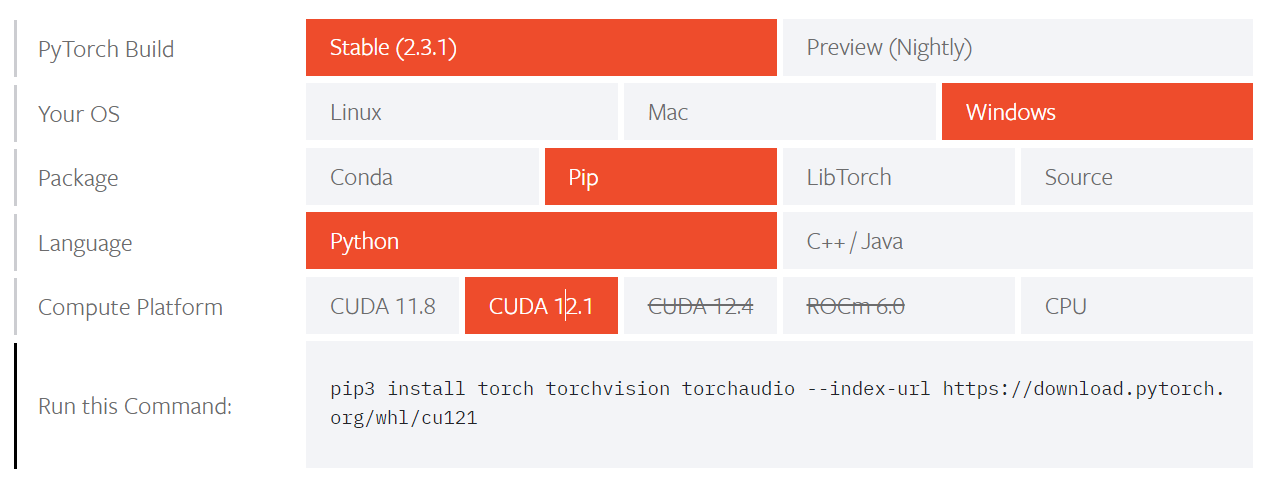 PyTorch Build
Stable (2.3.1)
Preview (Nightly)
Your OS
Linux
Mac
Windows
Package
Conda
Pip
LibTorch
Source
Language
Python
C++ / Java
Compute Platform
CUDA 11.8
CUDA 12.1
CUDA 12.4
ROCm 6.0
CPU
Run this Command:
pip3 install torch torchvision torchaudio --index-url https://download.pytorch.
org/whl/cu121